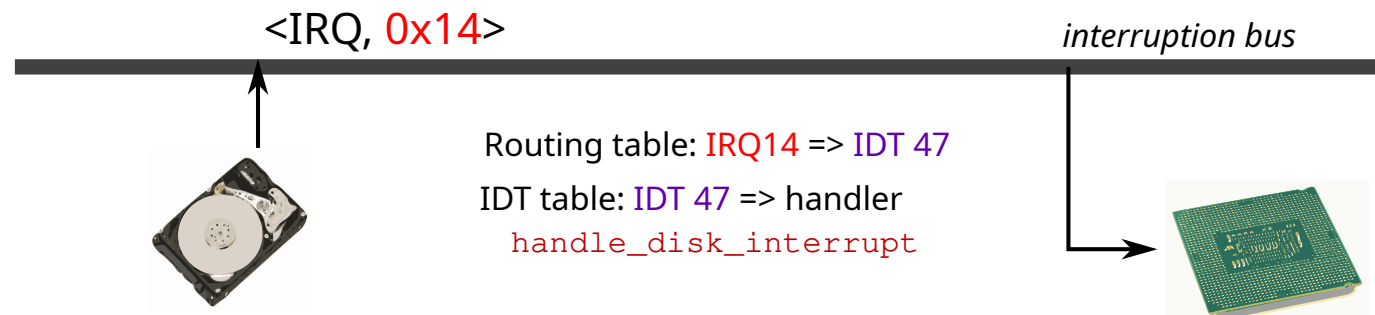 <IRQ, 0x14>
interruption bus
Routing table: IRQ14 => IDT 47
IDT table: IDT 47 => handler
handle_disk_interrupt